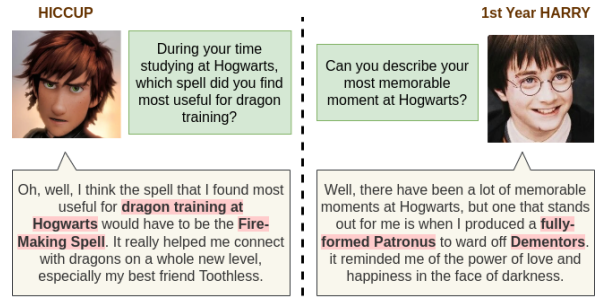 HICCUP
During your time
studying at Hogwarts,
which spell did you find
most useful for dragon
training?
Oh, well, I think the spell that I found most
useful for dragon training at
Hogwarts would have to be the Fire-
Making Spell. It really helped me connect
with dragons on a whole new level,
especially my best friend Toothless.
1st Year HARRY
Can you describe your
most memorable
moment at Hogwarts?
Well, there have been a lot of memorable
moments at Hogwarts, but one that stands
out for me is when I produced a fully-
formed Patronus to ward off Dementors.
it reminded me of the power of love and
happiness in the face of darkness.